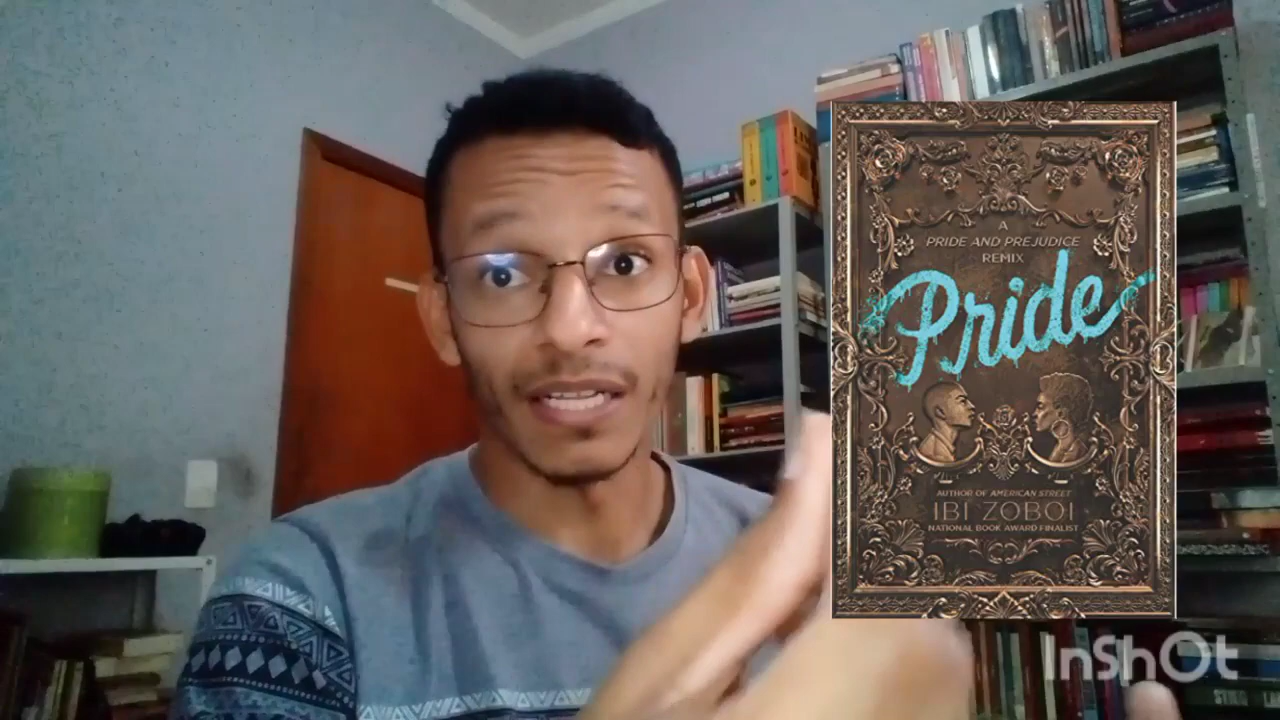 A
PRIDE AND PREJUDICE
REMIX
Pride
AUTHOR OF AMERICAN STREET
IBI ZOBOI
NATIONAL BOOK AWARD FINALIST
InShOt